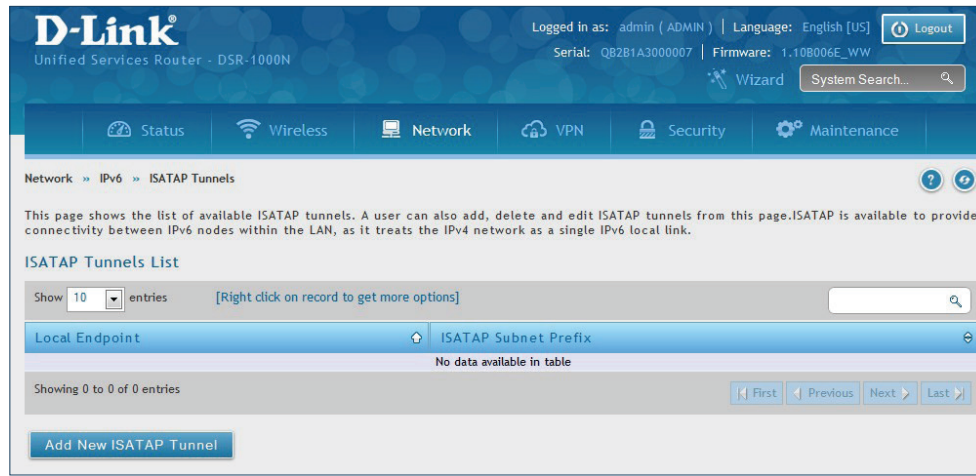 D-Link®
Unified Services Router - DSR-1000N
Logged in as: admin ( ADMIN ) | Language: English [US]
Logout
Serial: QB2B1A3000007 | Firmware: 1.10B006E_WW
Wizard
System Search...
Status
Wireless
Network
VPN
Security
Maintenance
Network » IPv6 » ISATAP Tunnels
This page shows the list of available ISATAP tunnels. A user can also add, delete and edit ISATAP tunnels from this page.ISATAP is available to provide
connectivity between IPv6 nodes within the LAN, as it treats the IPv4 network as a single IPv6 local link.
ISATAP Tunnels List
Show 10 entries
[Right click on record to get more options]
Local Endpoint
ISATAP Subnet Prefix
No data available in table
Showing 0 to 0 of 0 entries
First
Previous
Next
Last
Add New ISATAP Tunnel